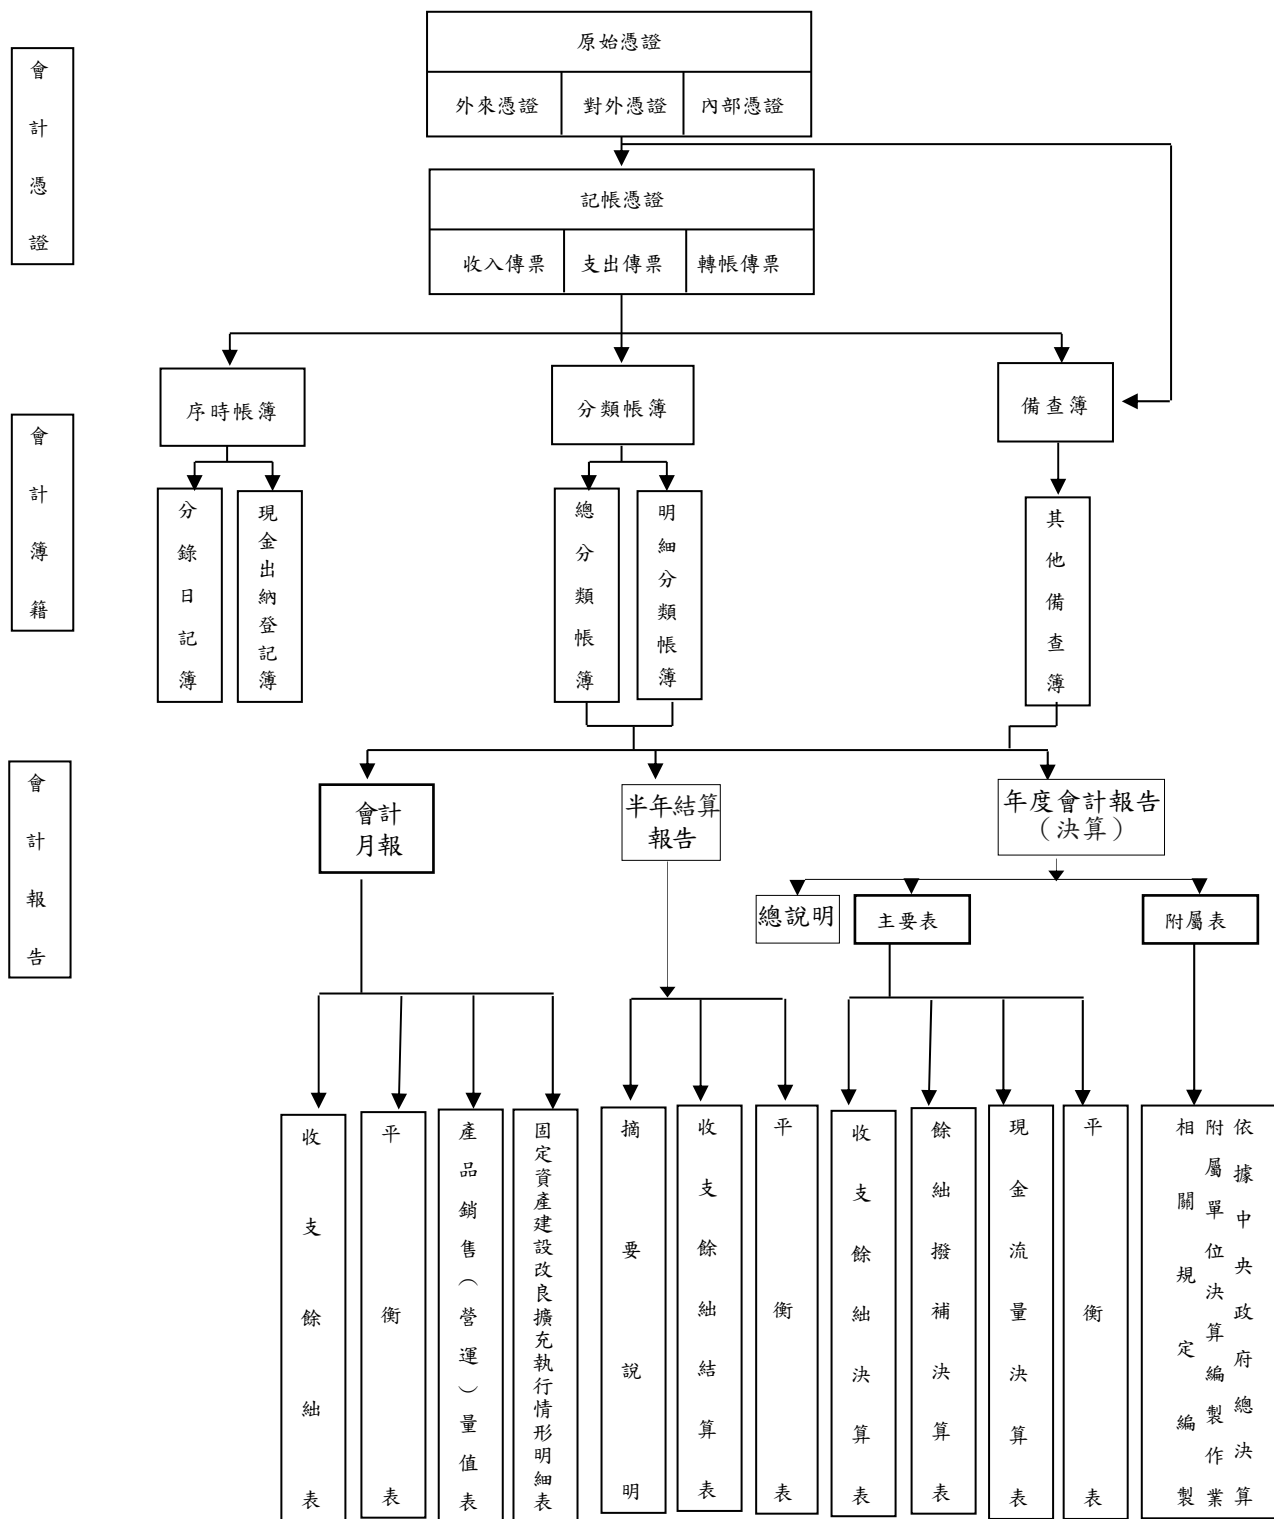 會計憑證
原始憑證
外來憑證
對外憑證
內部憑證
記帳憑證
收入傳票
支出傳票
轉帳傳票
會計簿籍
序時帳簿
分類帳簿
備查簿
分錄日記簿
現金出納登記簿
總分類帳簿
明細分類帳簿
其他備查簿
會計報告
會計
月報
半年結算
報告
年度會計報告
（決算）
總說明
主要表
附屬表
收支餘絀表
平衡表
產品銷售（營運）量值表
固定資產建設改良擴充執行情形明細表
摘要說明
收支餘絀結算表
平衡表
收支餘絀決算表
餘絀撥補決算表
現金流量決算表
平衡表
依據中央政府總決算
附屬單位決算編製作業
相關規定編製